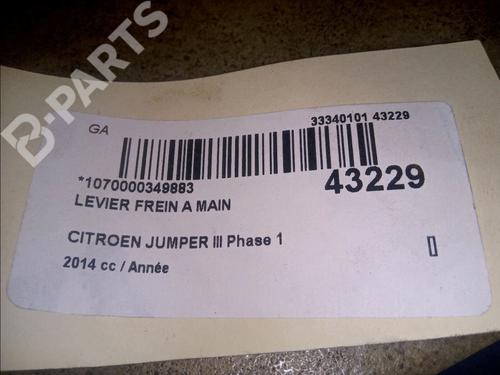 B-PARTS
GA
33340101 43229
*1070000349883
43229
LEVIER FREIN A MAIN
CITROEN JUMPER III Phase 1
2014 cc / Année